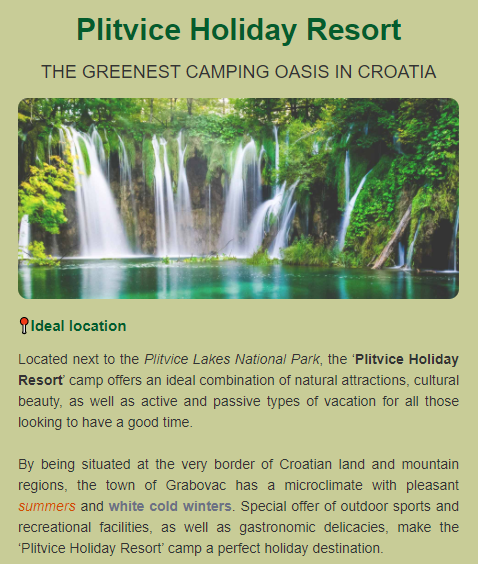 Plitvice Holiday Resort
THE GREENEST CAMPING OASIS IN CROATIA
Ideal location
Located next to the Plitvice Lakes National Park, the ‘Plitvice Holiday
Resort’ camp offers an ideal combination of natural attractions, cultural
beauty, as well as active and passive types of vacation for all those
looking to have a good time.
By being situated at the very border of Croatian land and mountain
regions, the town of Grabovac has a microclimate with pleasant
summers and white cold winters. Special offer of outdoor sports and
recreational facilities, as well as gastronomic delicacies, make the
‘Plitvice Holiday Resort’ camp a perfect holiday destination.